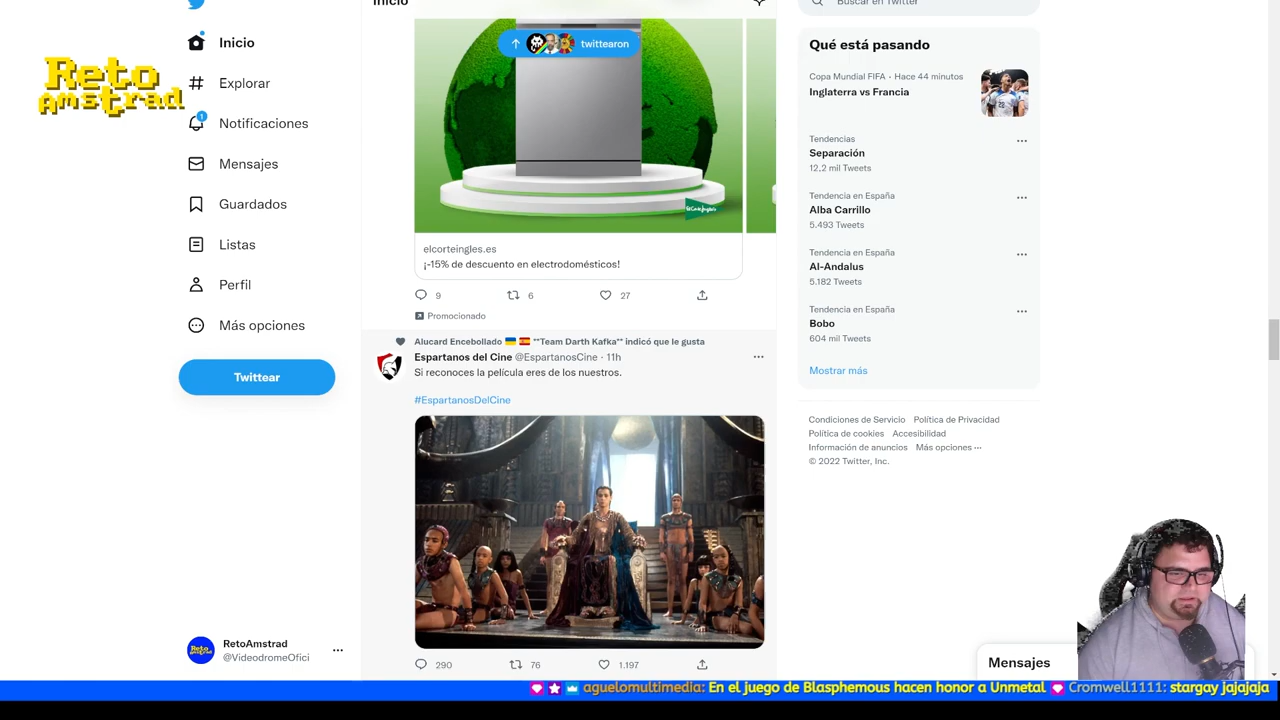 Inicio
Buscar en Twitter
Reto
Amstrad
Inicio
Explorar
1
Notificaciones
Mensajes
Guardados
Listas
Perfil
Más opciones
Twittear
RetoAmstrad
@VideodromeOfici
twittearon
El Corte Inglés
elcorteingles.es
¡-15% de descuento en electrodomésticos!
9 6 27
Promocionado
Alucard Encebollado 🇺🇦 🇪🇸 **Team Darth Kafka** indicó que le gusta
Espartanos del Cine @EspartanosCine · 11h
Si reconoces la película eres de los nuestros.
#EspartanosDelCine
290 76 1.197
Qué está pasando
Copa Mundial FIFA · Hace 44 minutos
Inglaterra vs Francia
Tendencias
Separación
12,2 mil Tweets
Tendencia en España
Alba Carrillo
5.493 Tweets
Tendencia en España
Al-Andalus
5.182 Tweets
Tendencia en España
Bobo
604 mil Tweets
Mostrar más
Condiciones de Servicio Política de Privacidad
Política de cookies Accesibilidad
Información de anuncios Más opciones ···
© 2022 Twitter, Inc.
Mensajes
aguelomultimedia: En el juego de Blasphemous hacen honor a Unmetal Cromwell1111: stargay jajajaja